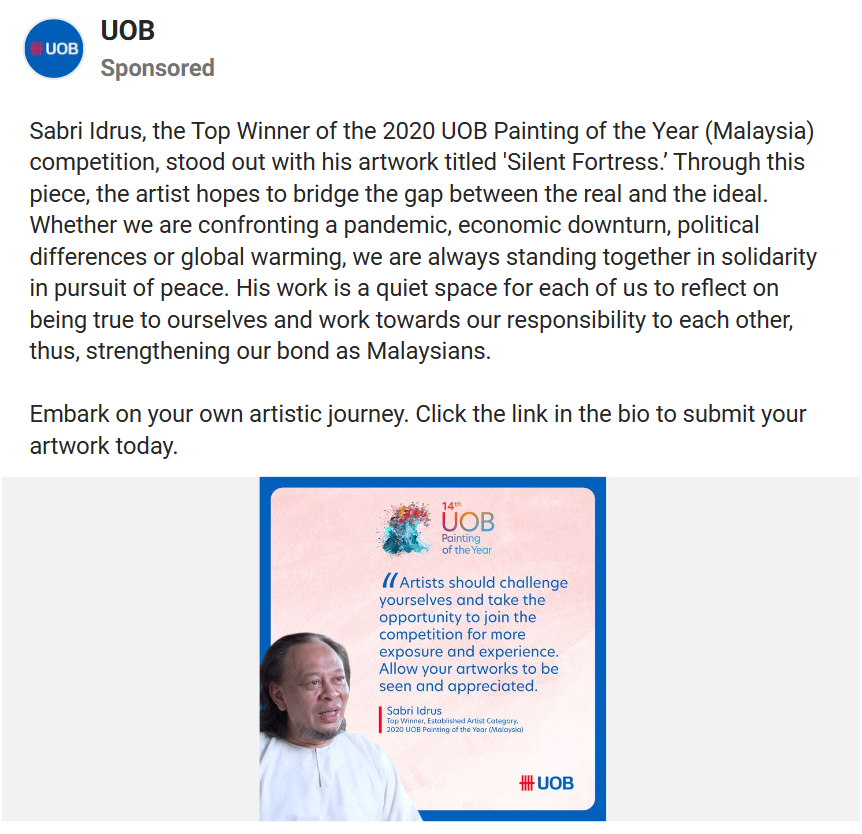 UOB
UOB
Sponsored
Sabri Idrus, the Top Winner of the 2020 UOB Painting of the Year (Malaysia)
competition, stood out with his artwork titled 'Silent Fortress.’ Through this
piece, the artist hopes to bridge the gap between the real and the ideal.
Whether we are confronting a pandemic, economic downturn, political
differences or global warming, we are always standing together in solidarity
in pursuit of peace. His work is a quiet space for each of us to reflect on
being true to ourselves and work towards our responsibility to each other,
thus, strengthening our bond as Malaysians.
Embark on your own artistic journey. Click the link in the bio to submit your
artwork today.
14th
UOB
Painting
of the Year
“Artists should challenge
yourselves and take the
opportunity to join the
competition for more
exposure and experience.
Allow your artworks to be
seen and appreciated.
Sabri Idrus
Top Winner, Established Artist Category,
2020 UOB Painting of the Year (Malaysia)
UOB